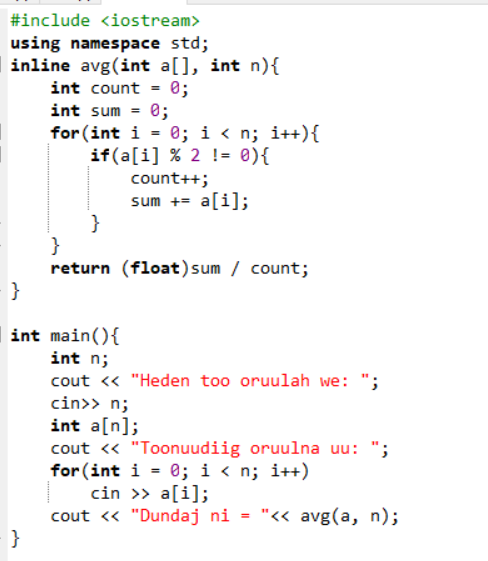 #include <iostream>
using namespace std;
inline avg(int a[], int n){
    int count = 0;
    int sum = 0;
    for(int i = 0; i < n; i++){
        if(a[i] % 2 != 0){
            count++;
            sum += a[i];
        }
    }
    return (float)sum / count;
}

int main(){
    int n;
    cout << "Heden too oruulah we: ";
    cin>> n;
    int a[n];
    cout << "Toonuudiig oruulna uu: ";
    for(int i = 0; i < n; i++)
        cin >> a[i];
    cout << "Dundaj ni = "<< avg(a, n);
}